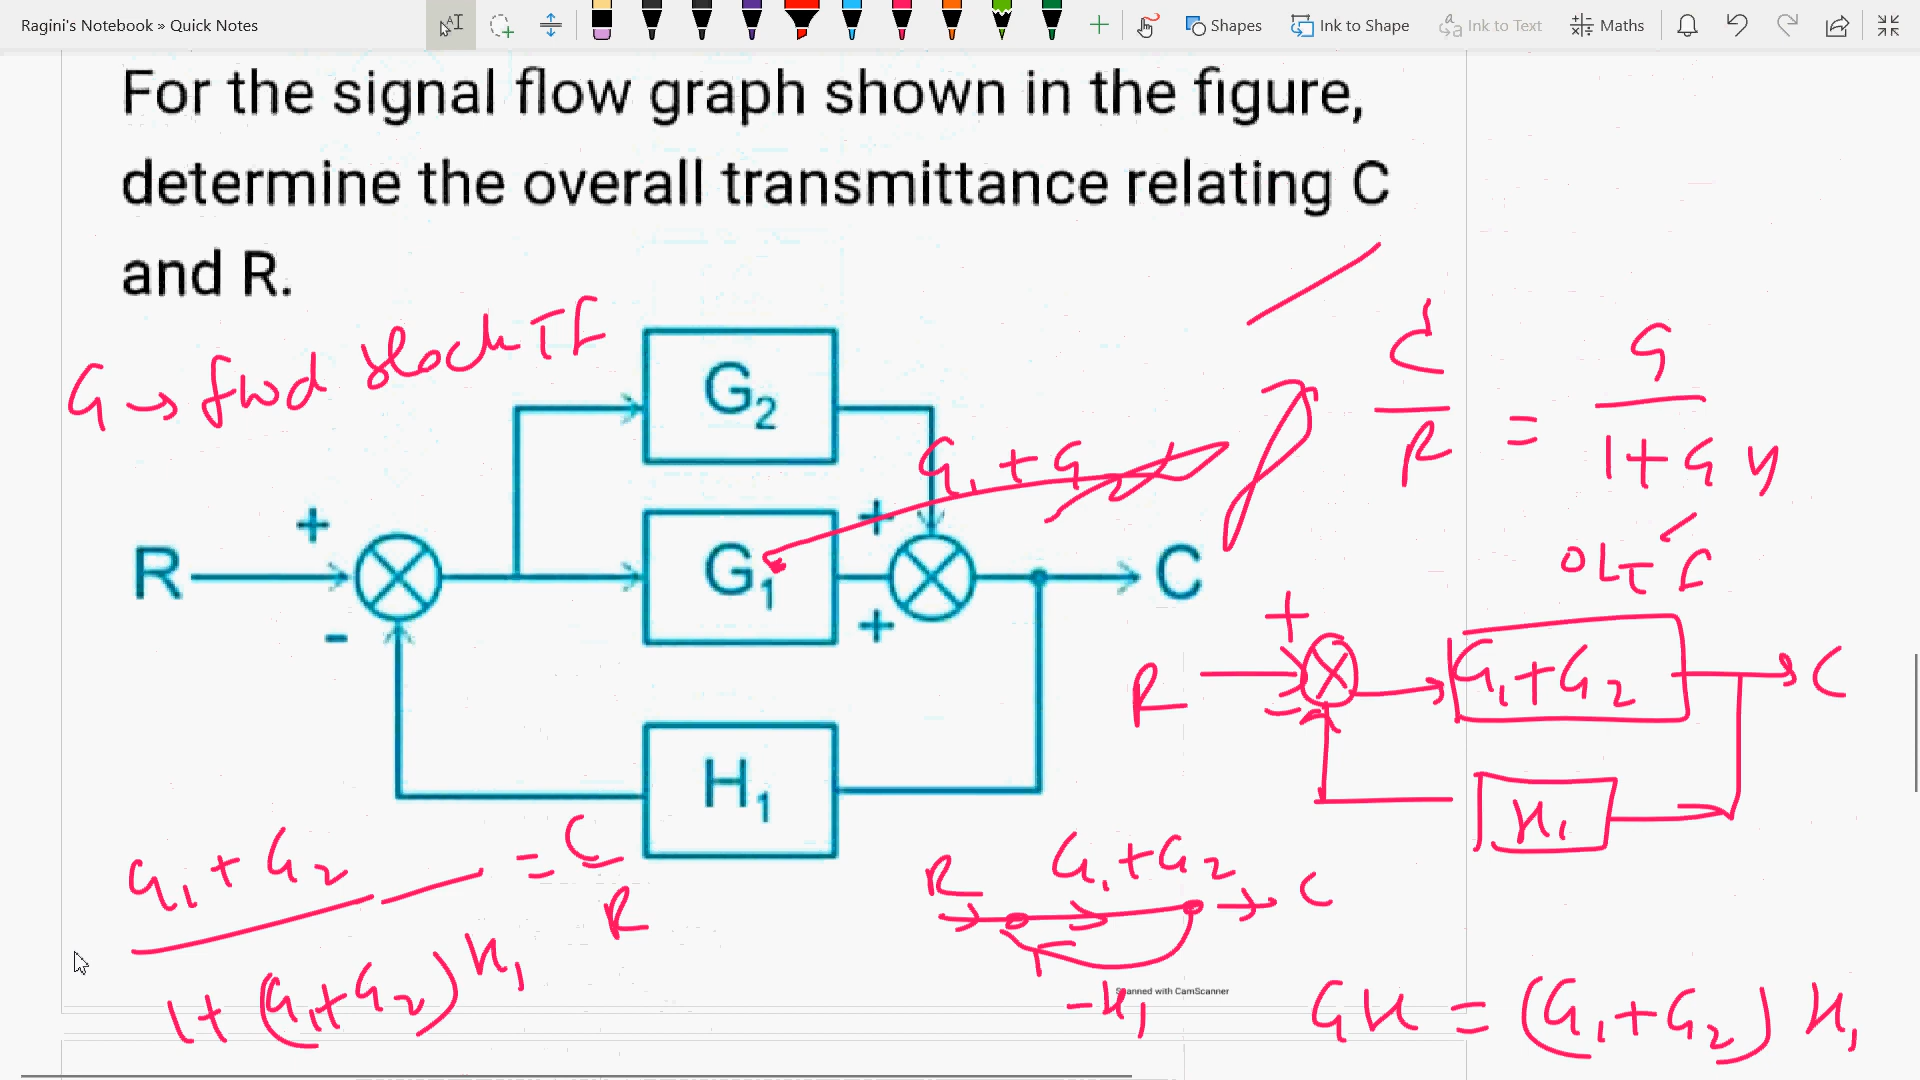 Ragini's Notebook » Quick Notes
Shapes
Ink to Shape
Ink to Text
Maths
For the signal flow graph shown in the figure,
determine the overall transmittance relating C
and R.
G → fwd block TF
G₂
G₁ + G₂
C/R = G/(1+GH)
OLTF
R
+
-
G₁
+
+
C
H₁
R
+
-
G₁+G₂
C
H₁
(G₁+G₂)/(1+(G₁+G₂)H₁) = C/R
R
G₁+G₂
C
-H₁
Scanned with CamScanner
GH = (G₁+G₂) H₁